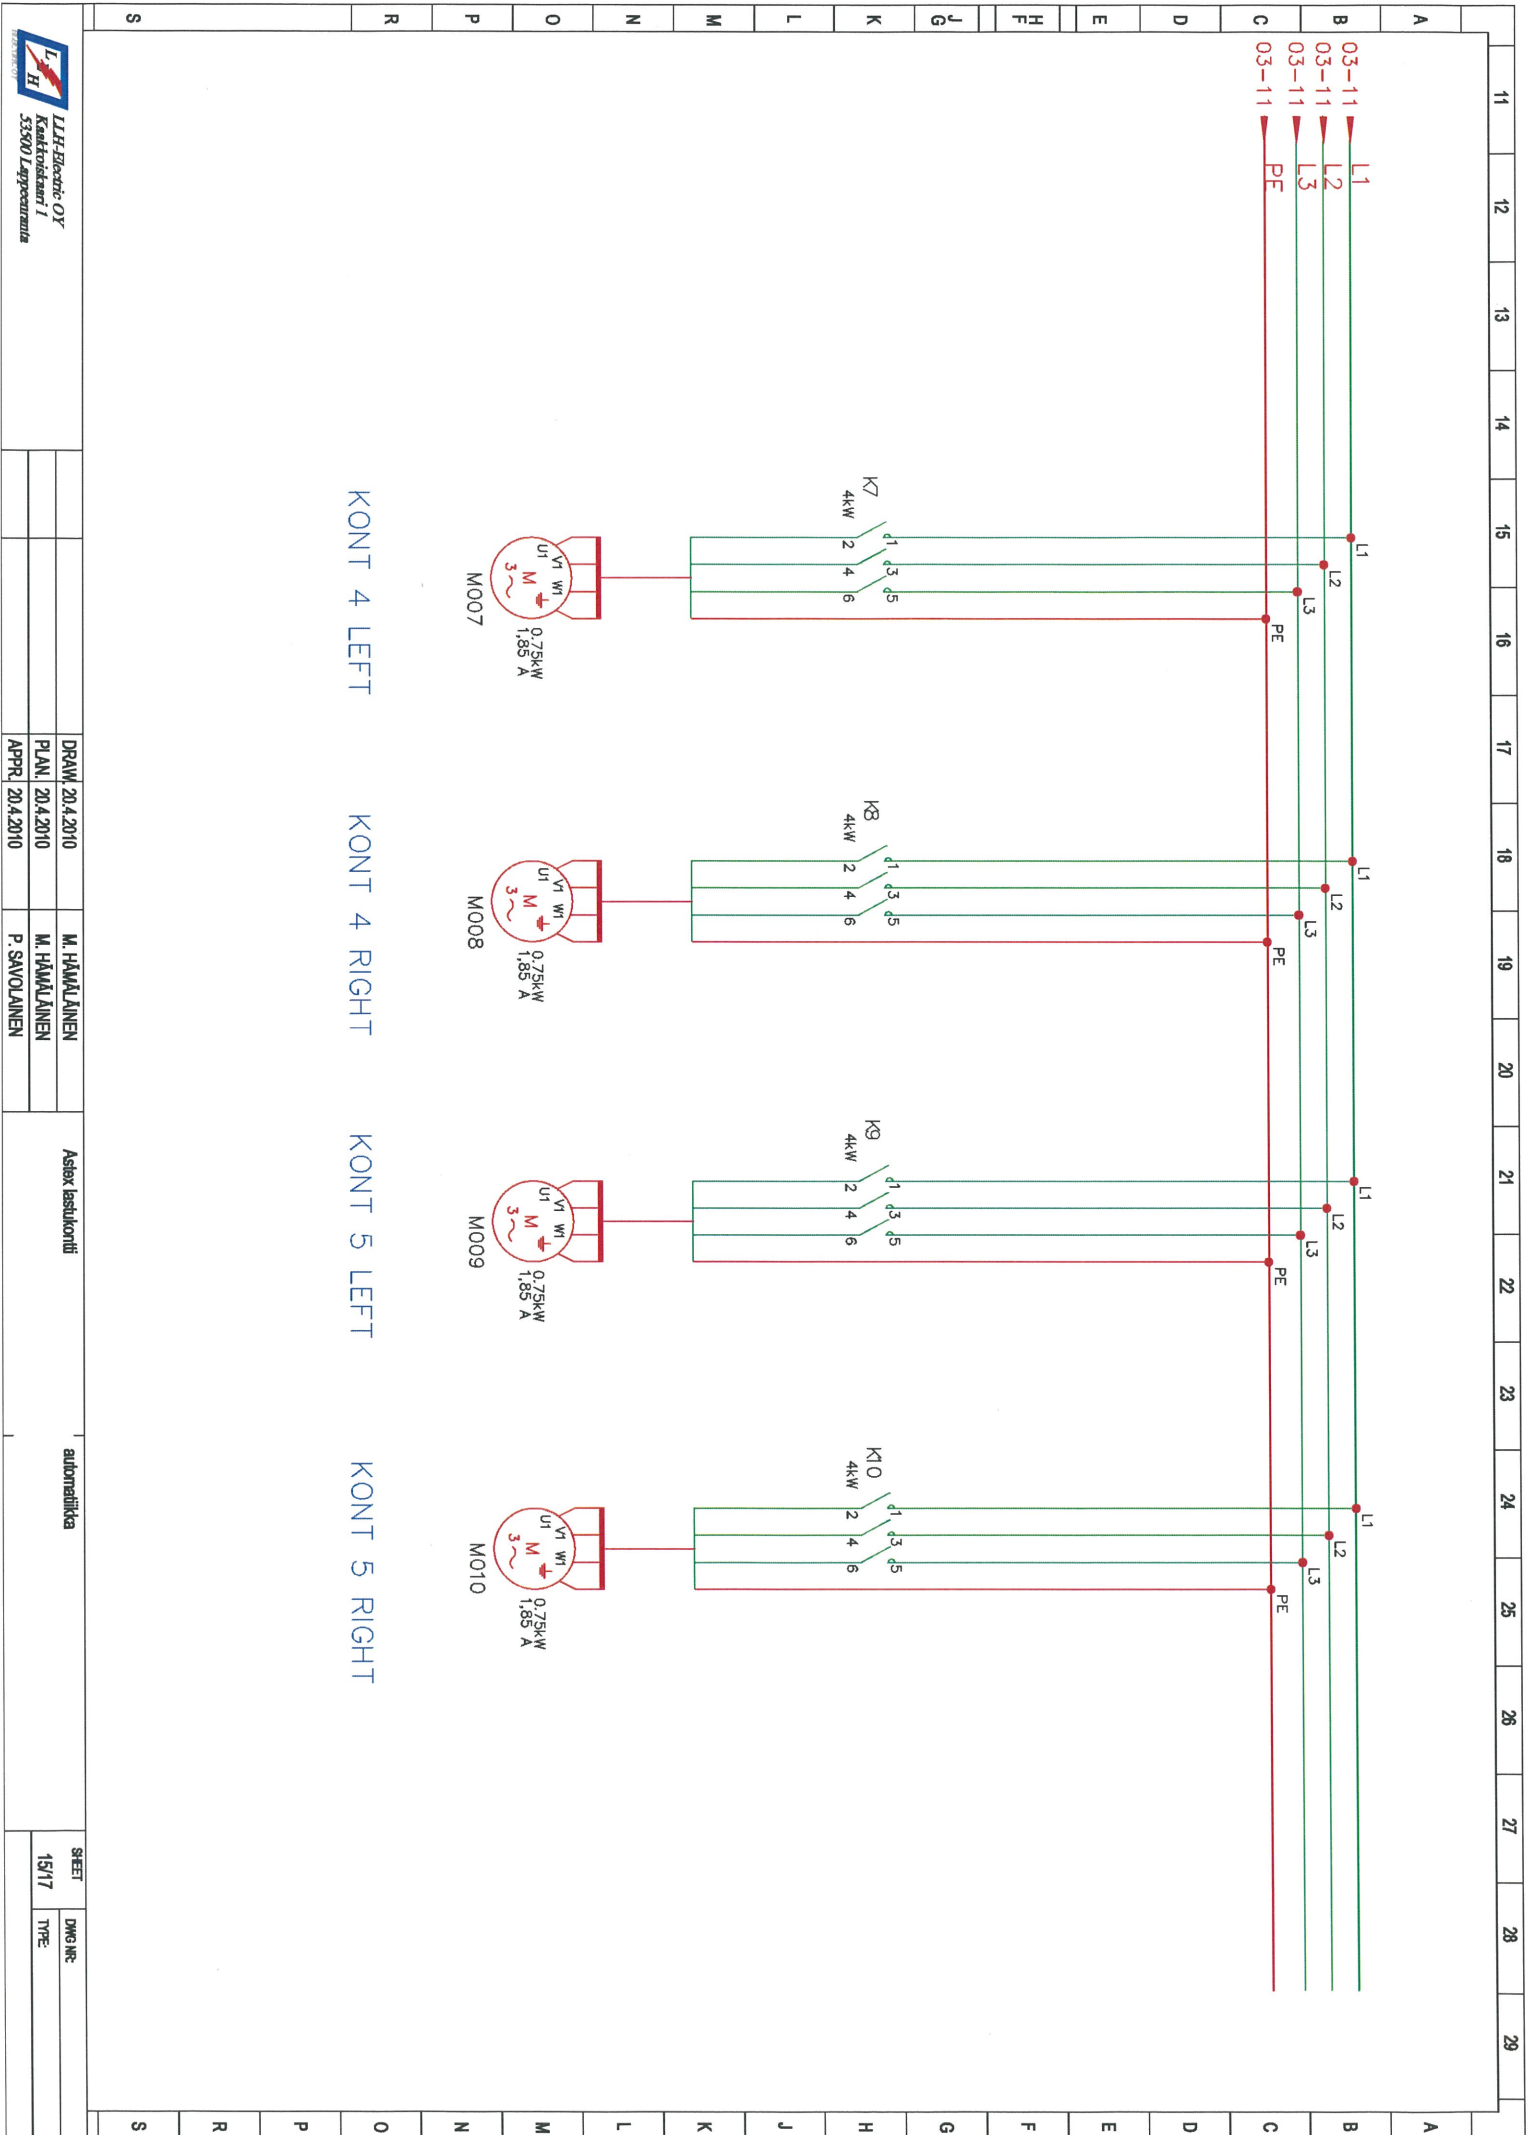 11 12 13 14 15 16 17 18 19 20 21 22 23 24 25 26 27 28 29
A
B
C
D
E
F H
G J
K
L
M
N
O
P
R
S
03-11 L1
03-11 L2
03-11 L3
03-11 PE
L1 L2 L3 PE
L1 L2 L3 PE
L1 L2 L3 PE
L1 L2 L3 PE
K7
4kW
1 3 5
2 4 6
K8
4kW
1 3 5
2 4 6
K9
4kW
1 3 5
2 4 6
K10
4kW
1 3 5
2 4 6
U1 V1 W1
M
3~
0.75kW
1,85 A
M007
U1 V1 W1
M
3~
0.75kW
1,85 A
M008
U1 V1 W1
M
3~
0.75kW
1,85 A
M009
U1 V1 W1
M
3~
0.75kW
1,85 A
M010
KONT 4 LEFT
KONT 4 RIGHT
KONT 5 LEFT
KONT 5 RIGHT
A
B
C
D
E
F
G
H
J
K
L
M
N
O
P
R
S
L H
LLH-Electric OY
Kaakkoiskaari 1
53500 Lappeenranta
DRAW. 20.4.2010 M. HÄMÄLÄINEN
PLAN. 20.4.2010 M. HÄMÄLÄINEN
APPR. 20.4.2010 P. SAVOLAINEN
Astex lastukontti
automatiikka
SHEET
15/17
DWG NR:
TYPE: